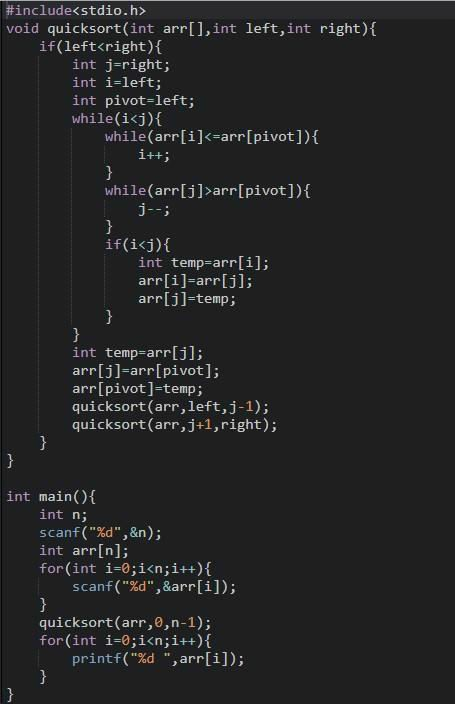 #include<stdio.h>
void quicksort(int arr[],int left,int right){
    if(left<right){
        int j=right;
        int i=left;
        int pivot=left;
        while(i<j){
            while(arr[i]<=arr[pivot]){
                i++;
            }
            while(arr[j]>arr[pivot]){
                j--;
            }
            if(i<j){
                int temp=arr[i];
                arr[i]=arr[j];
                arr[j]=temp;
            }
        }
        int temp=arr[j];
        arr[j]=arr[pivot];
        arr[pivot]=temp;
        quicksort(arr,left,j-1);
        quicksort(arr,j+1,right);
    }
}

int main(){
    int n;
    scanf("%d",&n);
    int arr[n];
    for(int i=0;i<n;i++){
        scanf("%d",&arr[i]);
    }
    quicksort(arr,0,n-1);
    for(int i=0;i<n;i++){
        printf("%d ",arr[i]);
    }
}